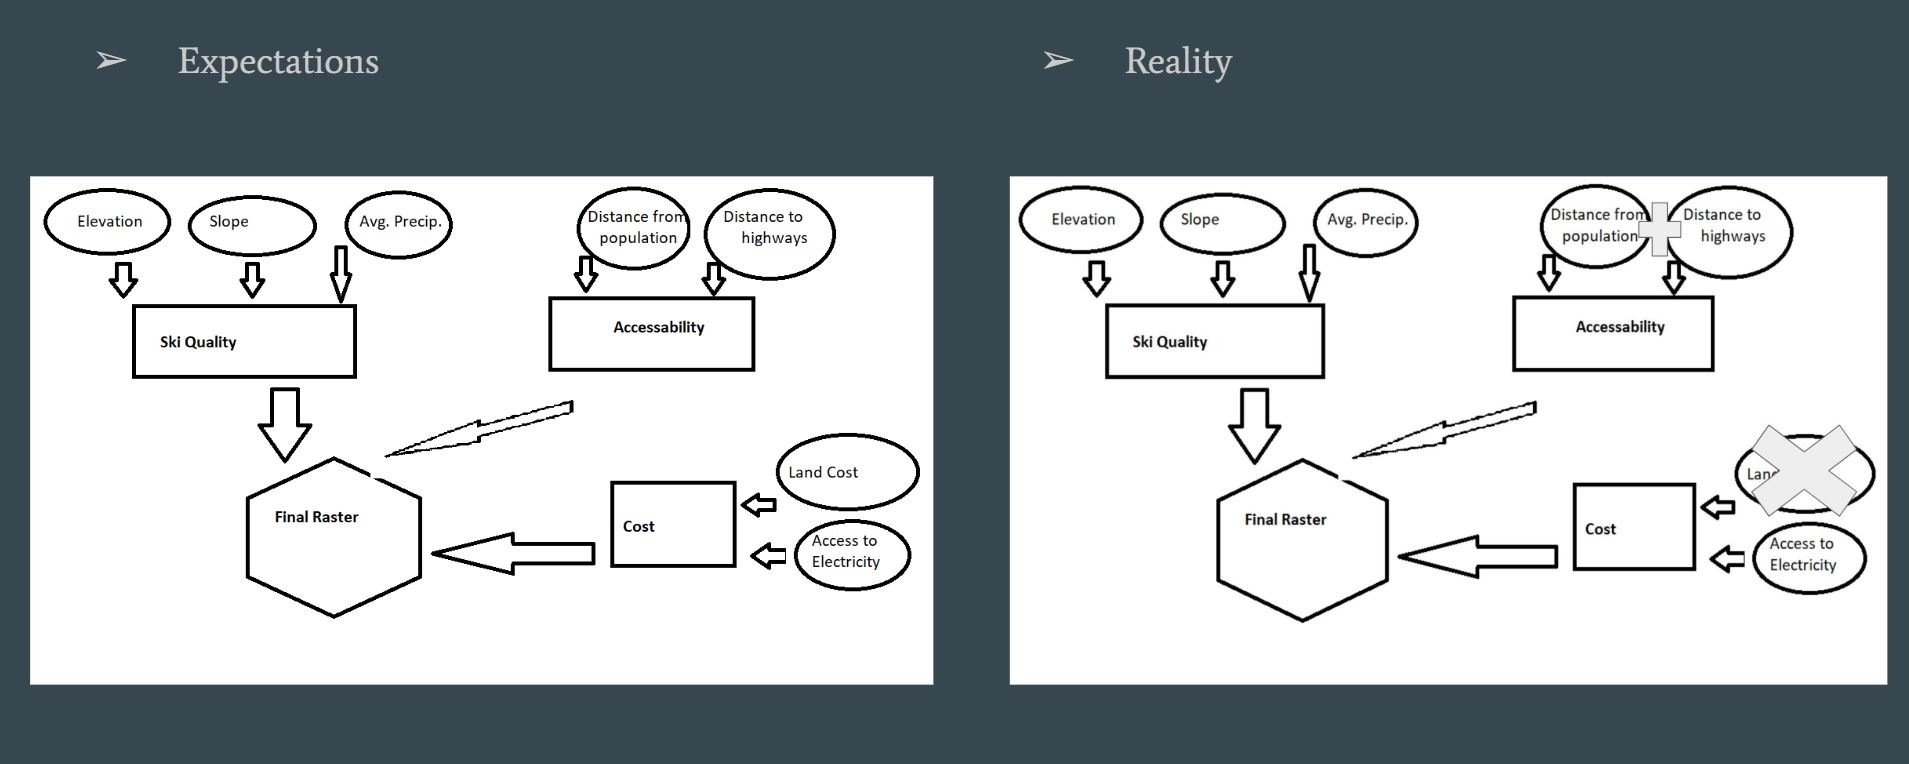 ➢ Expectations
Elevation
Slope
Avg. Precip.
Distance from
population
Distance to
highways
Ski Quality
Accessability
Land Cost
Final Raster
Cost
Access to
Electricity
➢ Reality
Elevation
Slope
Avg. Precip.
Distance from
population
Distance to
highways
Ski Quality
Accessability
Final Raster
Cost
Access to
Electricity